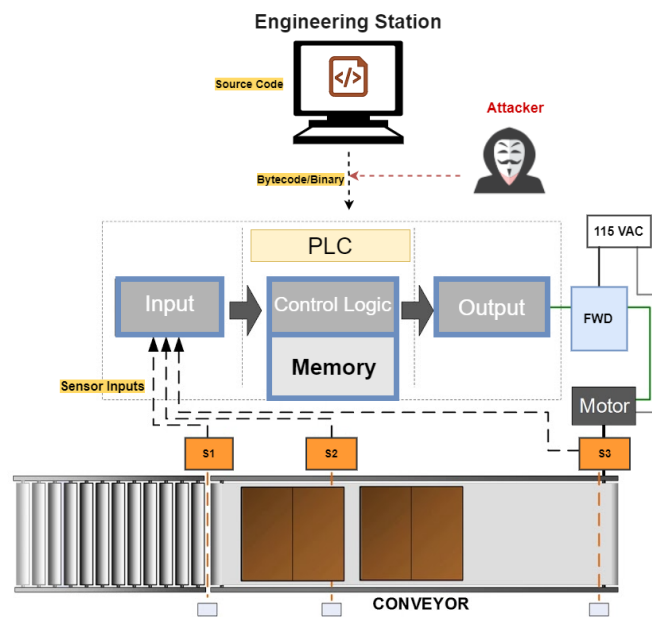 Engineering Station
Source Code
</>
Attacker
Bytecode/Binary
PLC
115 VAC
Input
Control Logic
Output
FWD
Memory
Sensor Inputs
Motor
S1
S2
S3
CONVEYOR